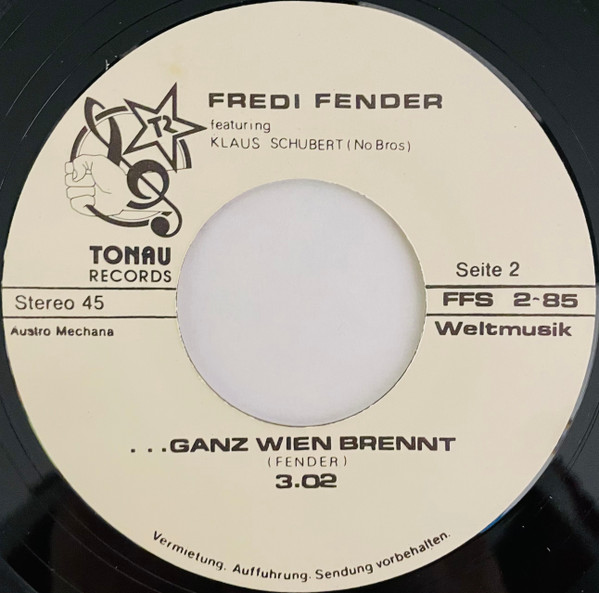 FREDI FENDER
featuring
KLAUS SCHUBERT (No Bros)
T2
TONAU
RECORDS
Seite 2
Stereo 45
FFS 2-85
Austro Mechana
Weltmusik
...GANZ WIEN BRENNT
(FENDER)
3.02
Vermietung. Aufführung. Sendung vorbehalten.